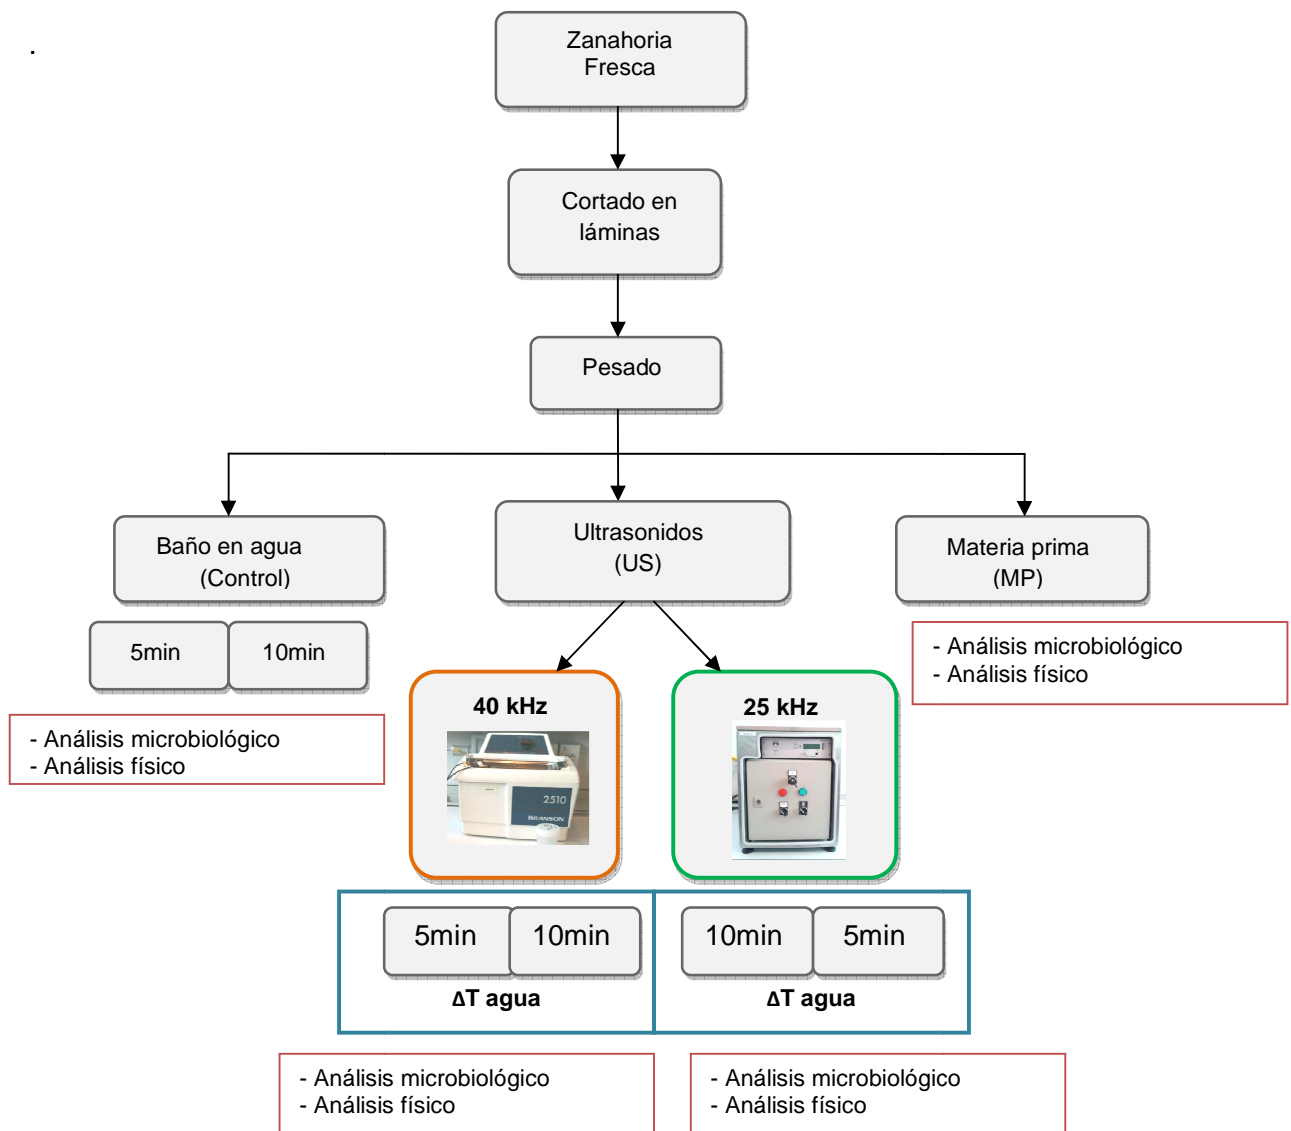 .
Zanahoria
Fresca
Cortado en
láminas
Pesado
Baño en agua
(Control)
Ultrasonidos
(US)
Materia prima
(MP)
5min
10min
- Análisis microbiológico
- Análisis físico
- Análisis microbiológico
- Análisis físico
40 kHz
2510
BRANSON
25 kHz
5min
10min
ΔT agua
10min
5min
ΔT agua
- Análisis microbiológico
- Análisis físico
- Análisis microbiológico
- Análisis físico